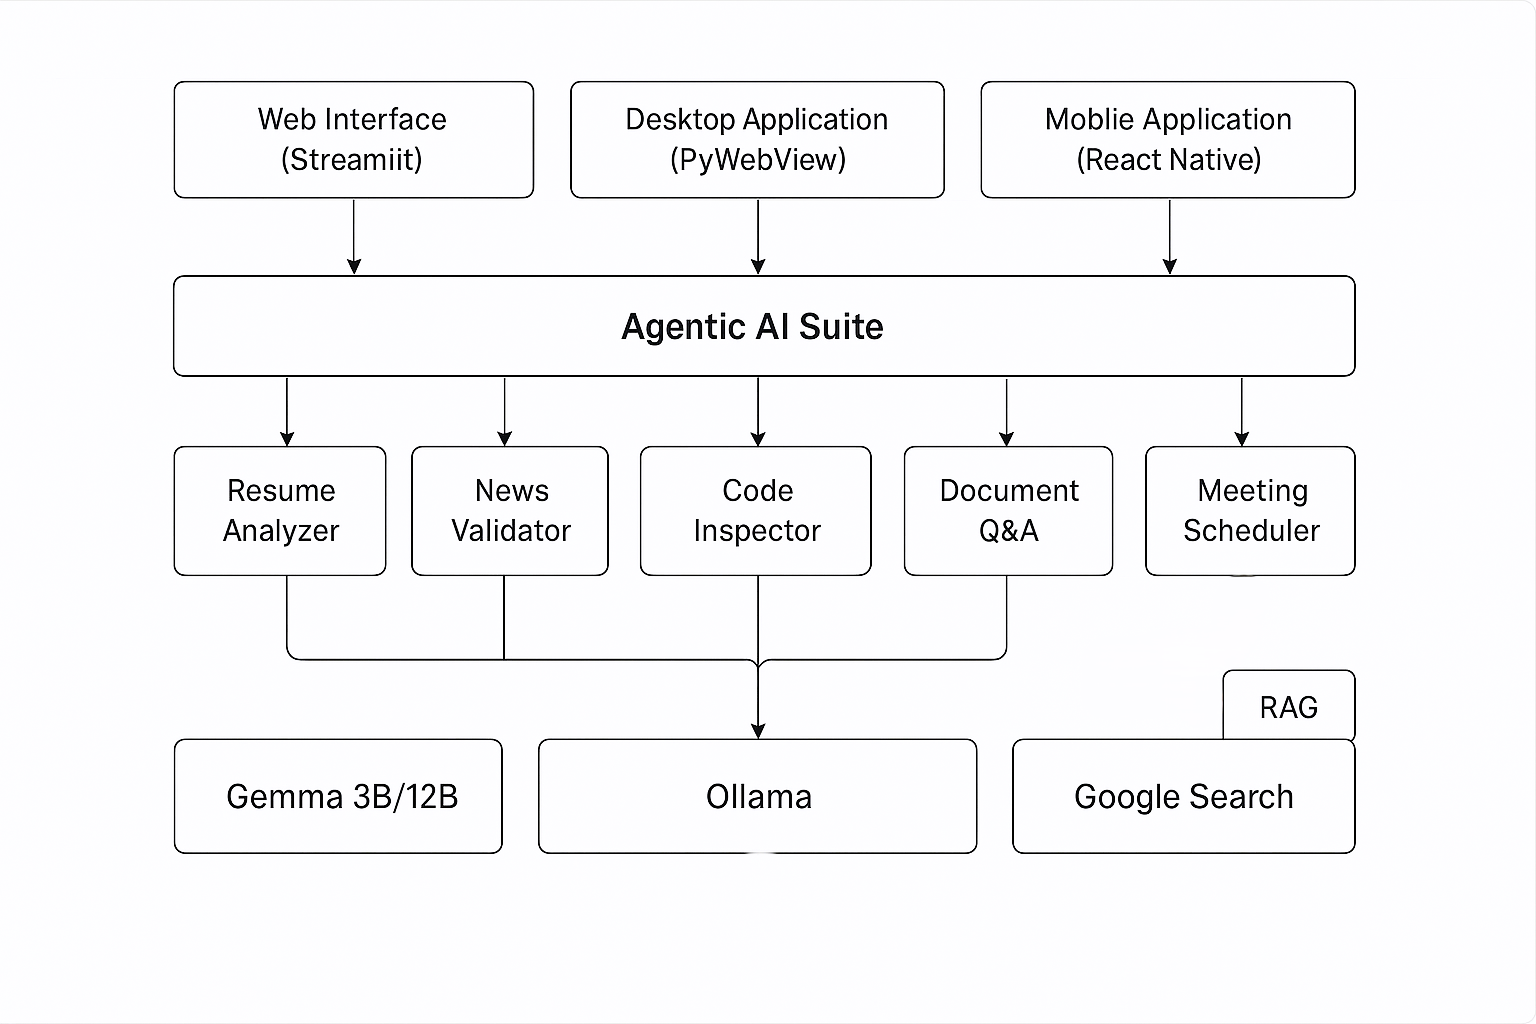 Web Interface
(Streamiit)
Desktop Application
(PyWebView)
Moblie Application
(React Native)
Agentic AI Suite
Resume
Analyzer
News
Validator
Code
Inspector
Document
Q&A
Meeting
Scheduler
RAG
Gemma 3B/12B
Ollama
Google Search